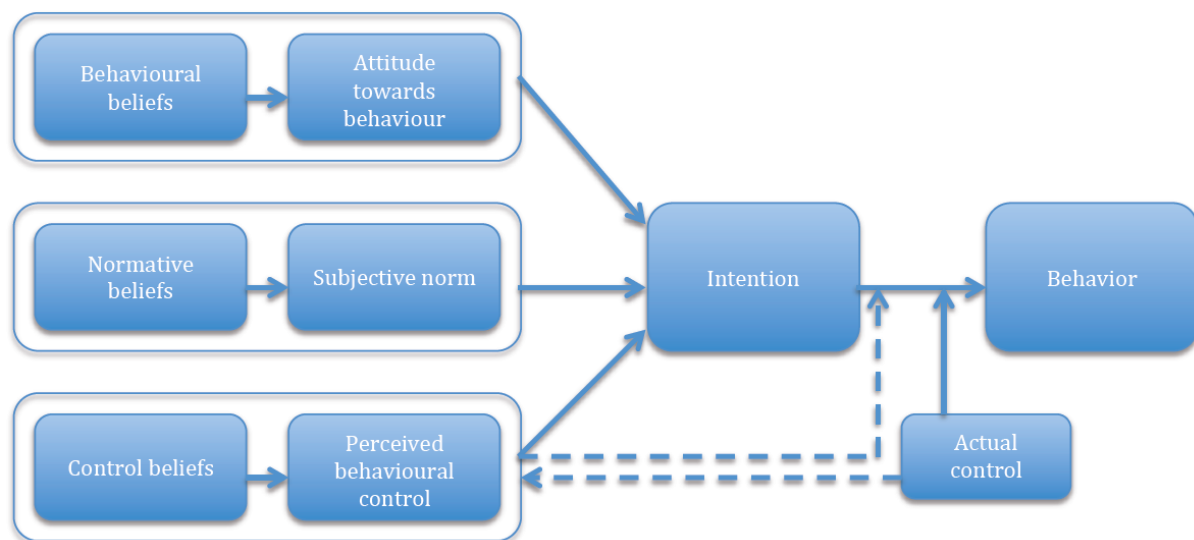 Behavioural
beliefs
Attitude
towards
behaviour
Normative
beliefs
Subjective norm
Intention
Behavior
Control beliefs
Perceived
behavioural
control
Actual
control